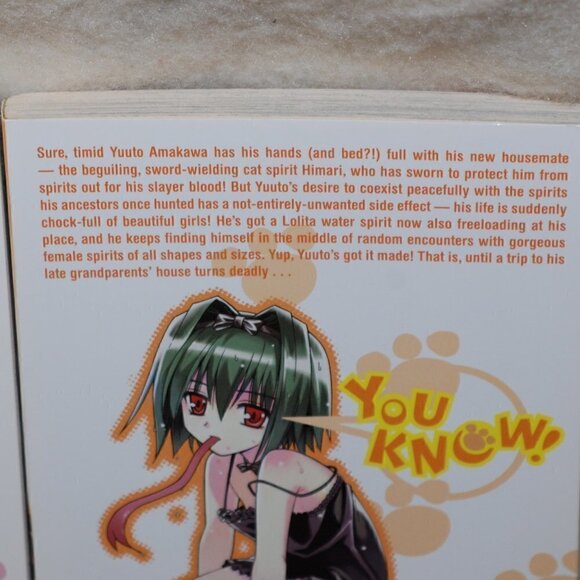 Sure, timid Yuuto Amakawa has his hands (and bed?!) full with his new housemate
— the beguiling, sword-wielding cat spirit Himari, who has sworn to protect him from
spirits out for his slayer blood! But Yuuto's desire to coexist peacefully with the spirits
his ancestors once hunted has a not-entirely-unwanted side effect — his life is suddenly
chock-full of beautiful girls! He's got a Lolita water spirit now also freeloading at his
place, and he keeps finding himself in the middle of random encounters with gorgeous
female spirits of all shapes and sizes. Yup, Yuuto's got it made! That is, until a trip to his
late grandparents' house turns deadly . . .
YOU
KNOW!